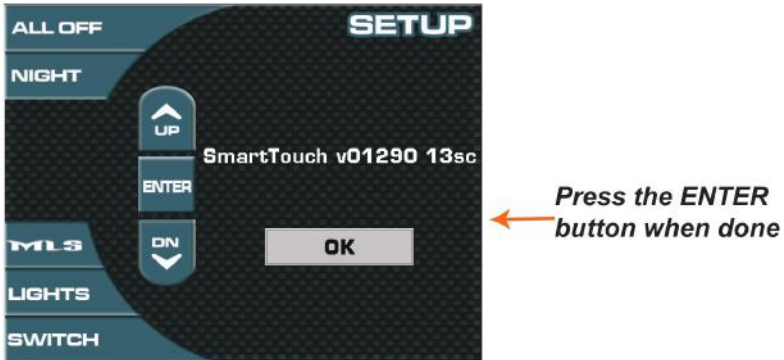 ALL OFF
SETUP
NIGHT
UP
SmartTouch v01290 13sc
ENTER
Press the ENTER
button when done
MLS
DN
OK
LIGHTS
SWITCH